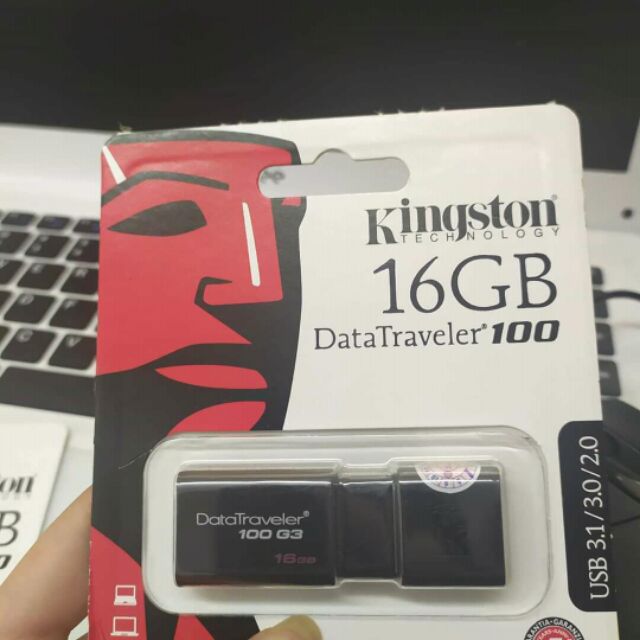 Kingston
TECHNOLOGY
16GB
DataTraveler® 100
DataTraveler®
100 G3
16GB
USB 3.1/3.0/2.0